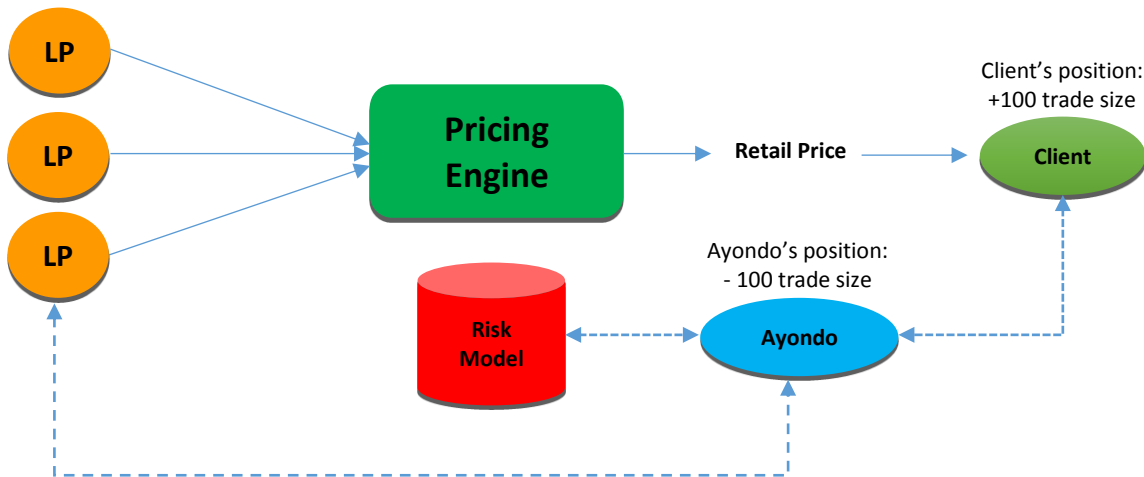 LP
LP
LP
Pricing
Engine
Retail Price
Client's position:
+100 trade size
Client
Ayondo's position:
- 100 trade size
Risk
Model
Ayondo